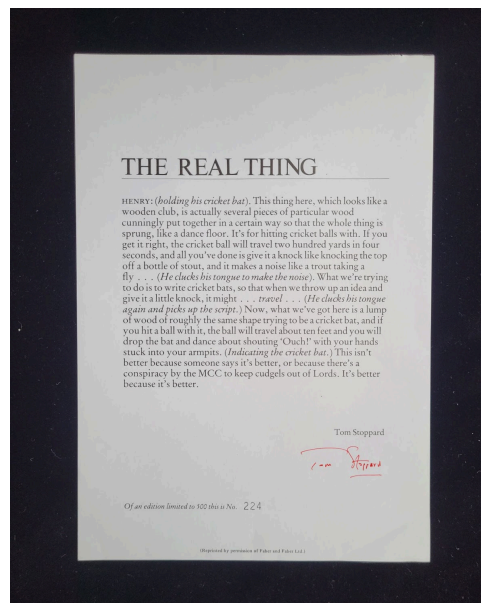 THE REAL THING
HENRY: (holding his cricket bat). This thing here, which looks like a
wooden club, is actually several pieces of particular wood
cunningly put together in a certain way so that the whole thing is
sprung, like a dance floor. It's for hitting cricket balls with. If you
get it right, the cricket ball will travel two hundred yards in four
seconds, and all you've done is give it a knock like knocking the top
off a bottle of stout, and it makes a noise like a trout taking a
fly . . . (He clucks his tongue to make the noise). What we're trying
to do is to write cricket bats, so that when we throw up an idea and
give it a little knock, it might . . . travel . . . (He clucks his tongue
again and picks up the script.) Now, what we've got here is a lump
of wood of roughly the same shape trying to be a cricket bat, and if
you hit a ball with it, the ball will travel about ten feet and you will
drop the bat and dance about shouting 'Ouch!' with your hands
stuck into your armpits. (Indicating the cricket bat.) This isn't
better because someone says it's better, or because there's a
conspiracy by the MCC to keep cudgels out of Lords. It's better
because it's better.
Tom Stoppard
Tom Stoppard
Of an edition limited to 100 this is No. 224
(Reprinted by permission of Faber and Faber Ltd.)